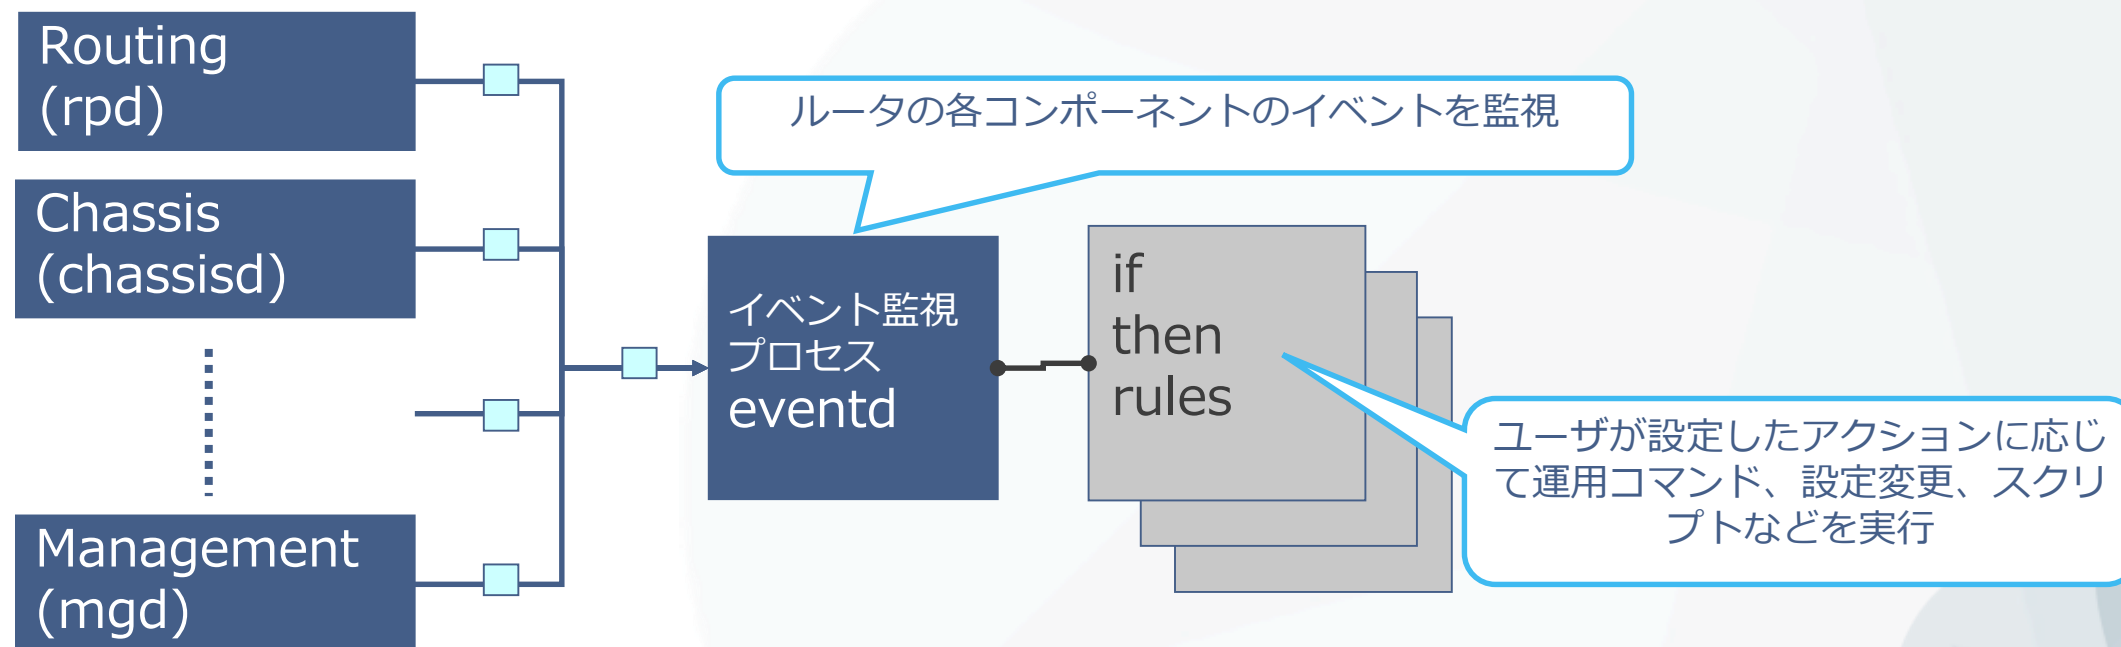 Routing
(rpd)
ルータの各コンポーネントのイベントを監視
Chassis
(chassisd)
イベント監視
プロセス
eventd
if
then
rules
ユーザが設定したアクションに応じ
て運用コマンド、設定変更、スクリ
プトなどを実行
Management
(mgd)